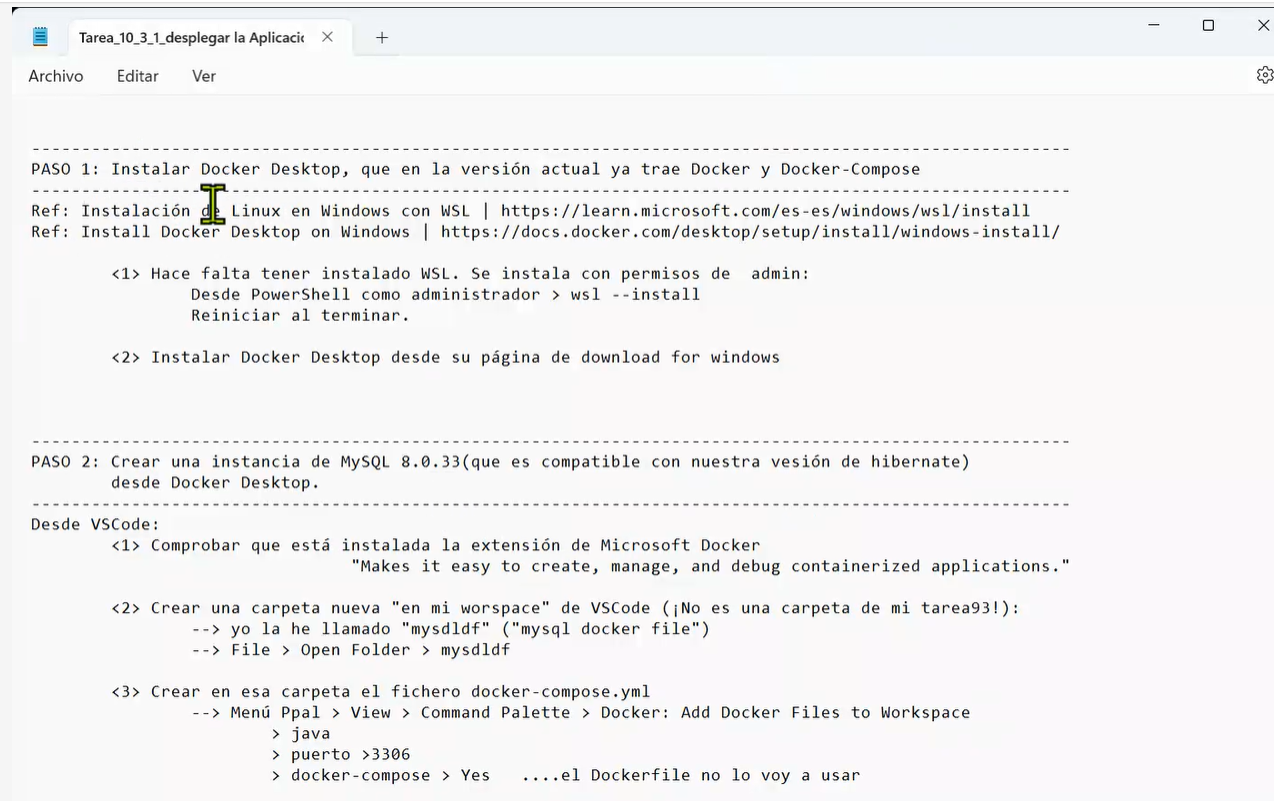 Tarea_10_3_1_desplegar la Aplicació
Archivo Editar Ver
--------------------------------------------------------------------------------------------------------
PASO 1: Instalar Docker Desktop, que en la versión actual ya trae Docker y Docker-Compose
--------------------------------------------------------------------------------------------------------
Ref: Instalación de Linux en Windows con WSL | https://learn.microsoft.com/es-es/windows/wsl/install
Ref: Install Docker Desktop on Windows | https://docs.docker.com/desktop/setup/install/windows-install/
<1> Hace falta tener instalado WSL. Se instala con permisos de  admin:
Desde PowerShell como administrador > wsl --install
Reiniciar al terminar.
<2> Instalar Docker Desktop desde su página de download for windows
--------------------------------------------------------------------------------------------------------
PASO 2: Crear una instancia de MySQL 8.0.33(que es compatible con nuestra vesión de hibernate)
desde Docker Desktop.
--------------------------------------------------------------------------------------------------------
Desde VSCode:
<1> Comprobar que está instalada la extensión de Microsoft Docker
"Makes it easy to create, manage, and debug containerized applications."
<2> Crear una carpeta nueva "en mi worspace" de VSCode (¡No es una carpeta de mi tarea93!):
--> yo la he llamado "mysdldf" ("mysql docker file")
--> File > Open Folder > mysdldf
<3> Crear en esa carpeta el fichero docker-compose.yml
--> Menú Ppal > View > Command Palette > Docker: Add Docker Files to Workspace
> java
> puerto >3306
> docker-compose > Yes   ....el Dockerfile no lo voy a usar